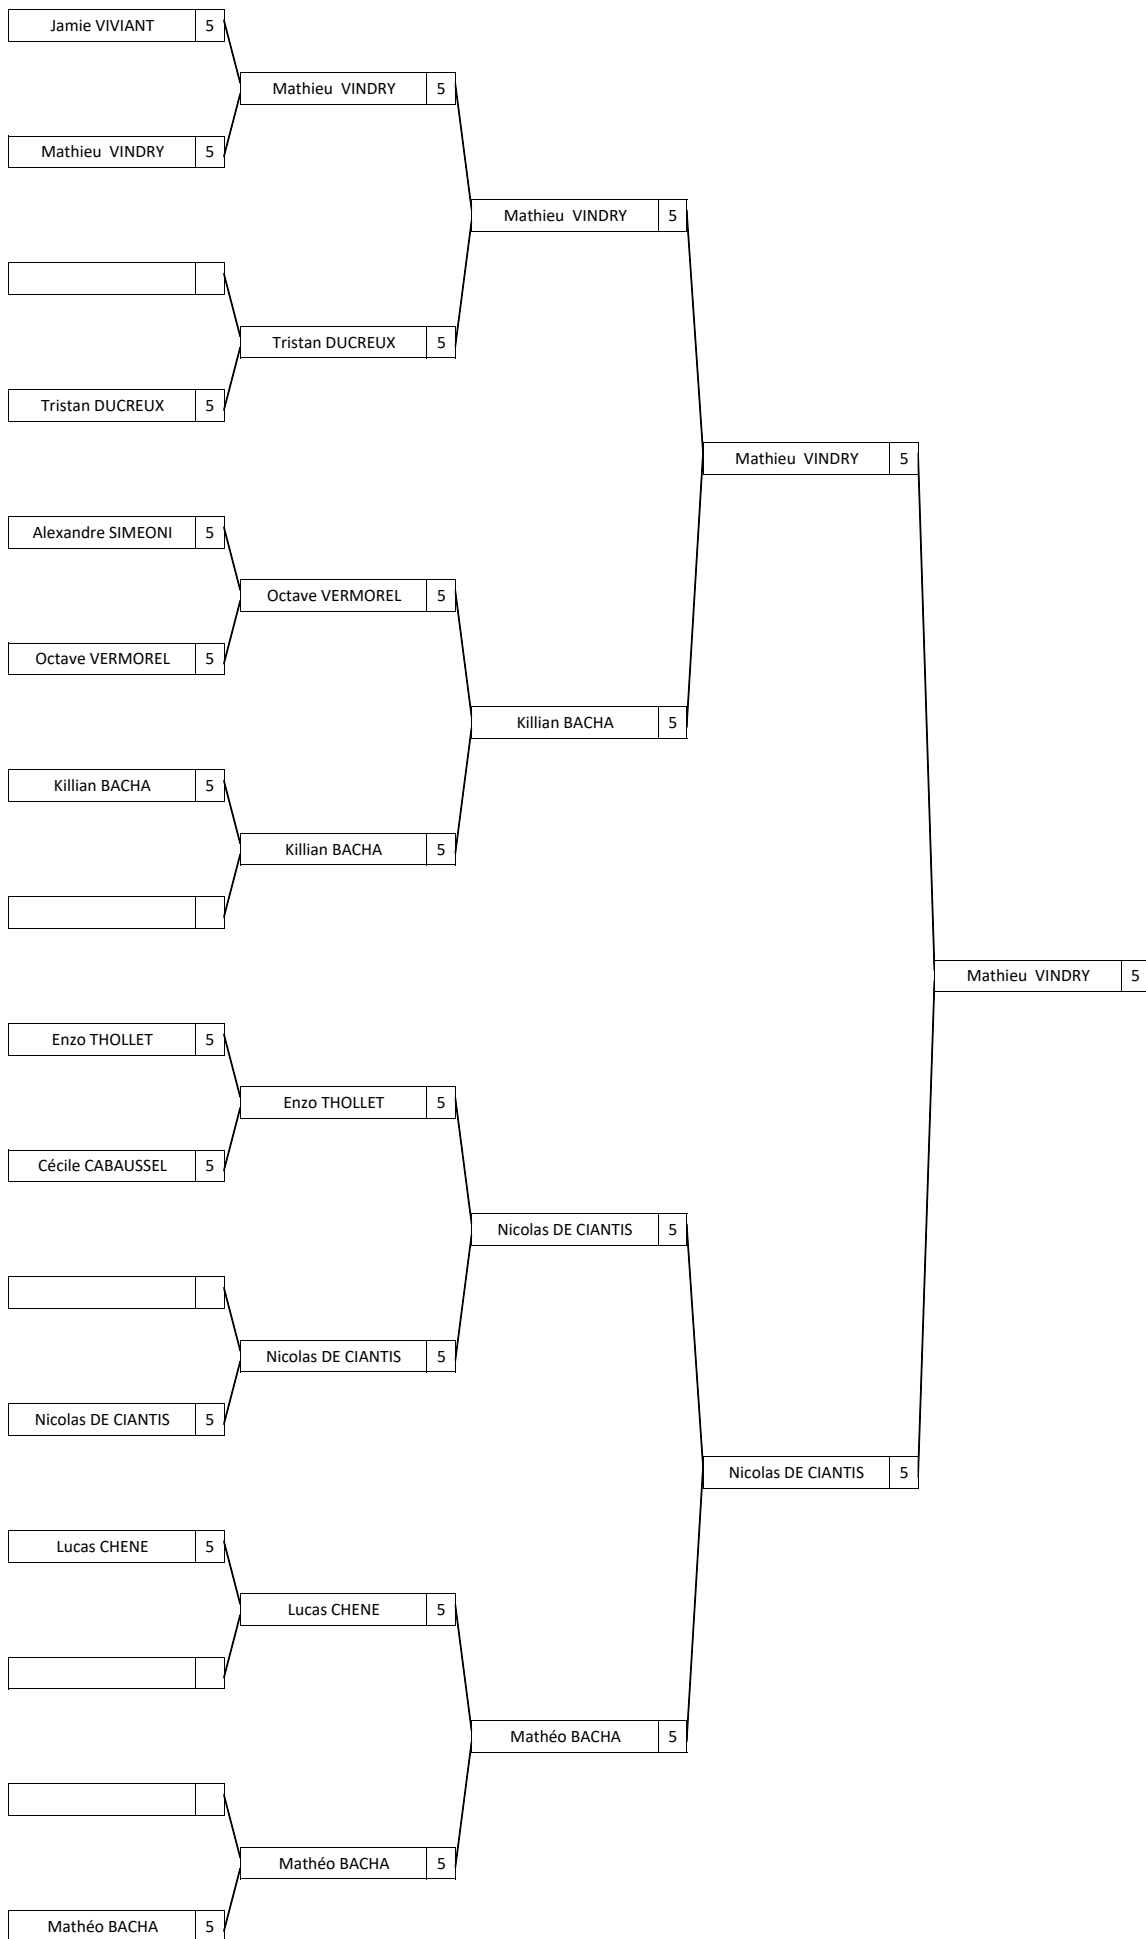 Jamie VIVIANT 5
Mathieu  VINDRY 5
Mathieu  VINDRY 5
Mathieu  VINDRY 5
Tristan DUCREUX 5
Tristan DUCREUX 5
Mathieu  VINDRY 5
Alexandre SIMEONI 5
Octave VERMOREL 5
Octave VERMOREL 5
Killian BACHA 5
Killian BACHA 5
Killian BACHA 5
Mathieu  VINDRY 5
Enzo THOLLET 5
Enzo THOLLET 5
Cécile CABAUSSEL 5
Nicolas DE CIANTIS 5
Nicolas DE CIANTIS 5
Nicolas DE CIANTIS 5
Nicolas DE CIANTIS 5
Lucas CHENE 5
Lucas CHENE 5
Mathéo BACHA 5
Mathéo BACHA 5
Mathéo BACHA 5